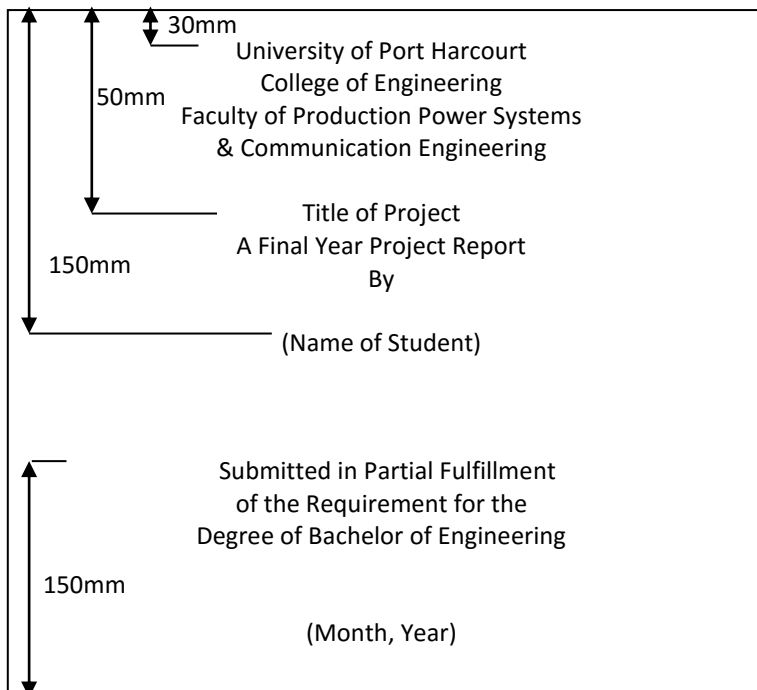 30mm
University of Port Harcourt
College of Engineering
50mm
Faculty of Production Power Systems
& Communication Engineering
Title of Project
A Final Year Project Report
150mm
By
(Name of Student)
Submitted in Partial Fulfillment
of the Requirement for the
Degree of Bachelor of Engineering
150mm
(Month, Year)